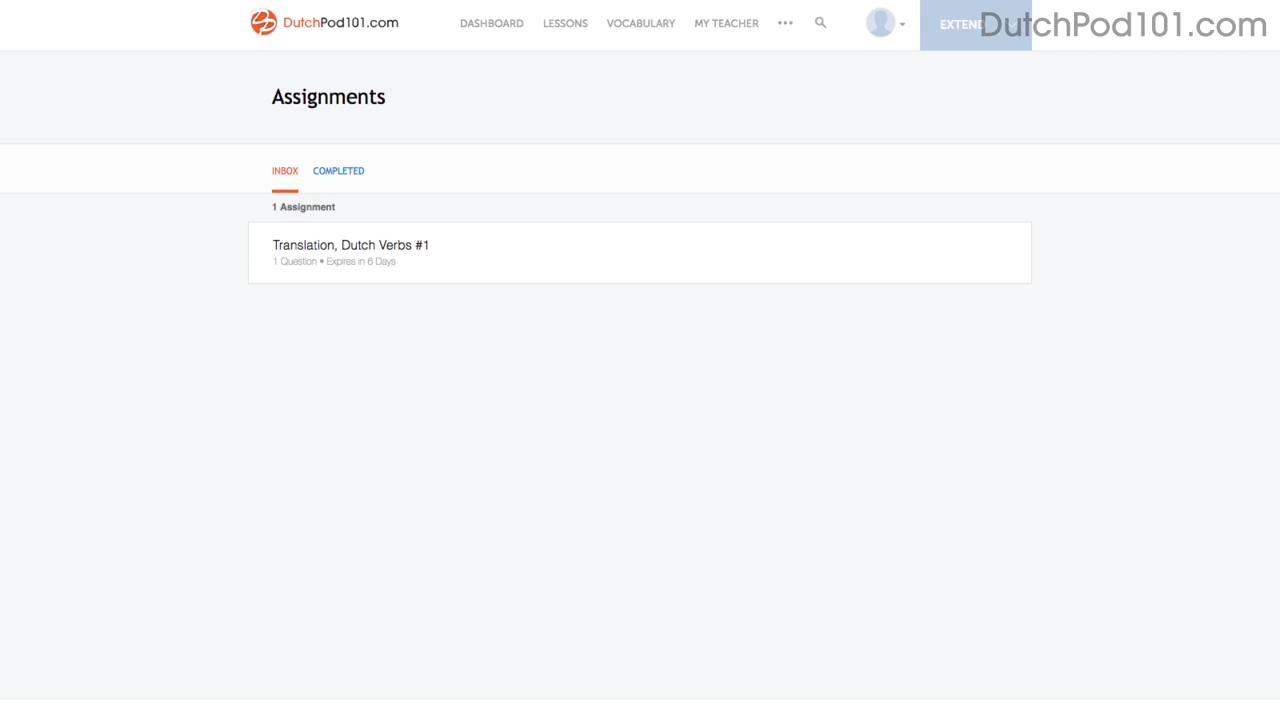 DutchPod101.com
DASHBOARD LESSONS VOCABULARY MY TEACHER ••• EXTEND
DutchPod101.com
Assignments
INBOX COMPLETED
1 Assignment
Translation, Dutch Verbs #1
1 Question • Expires in 6 Days